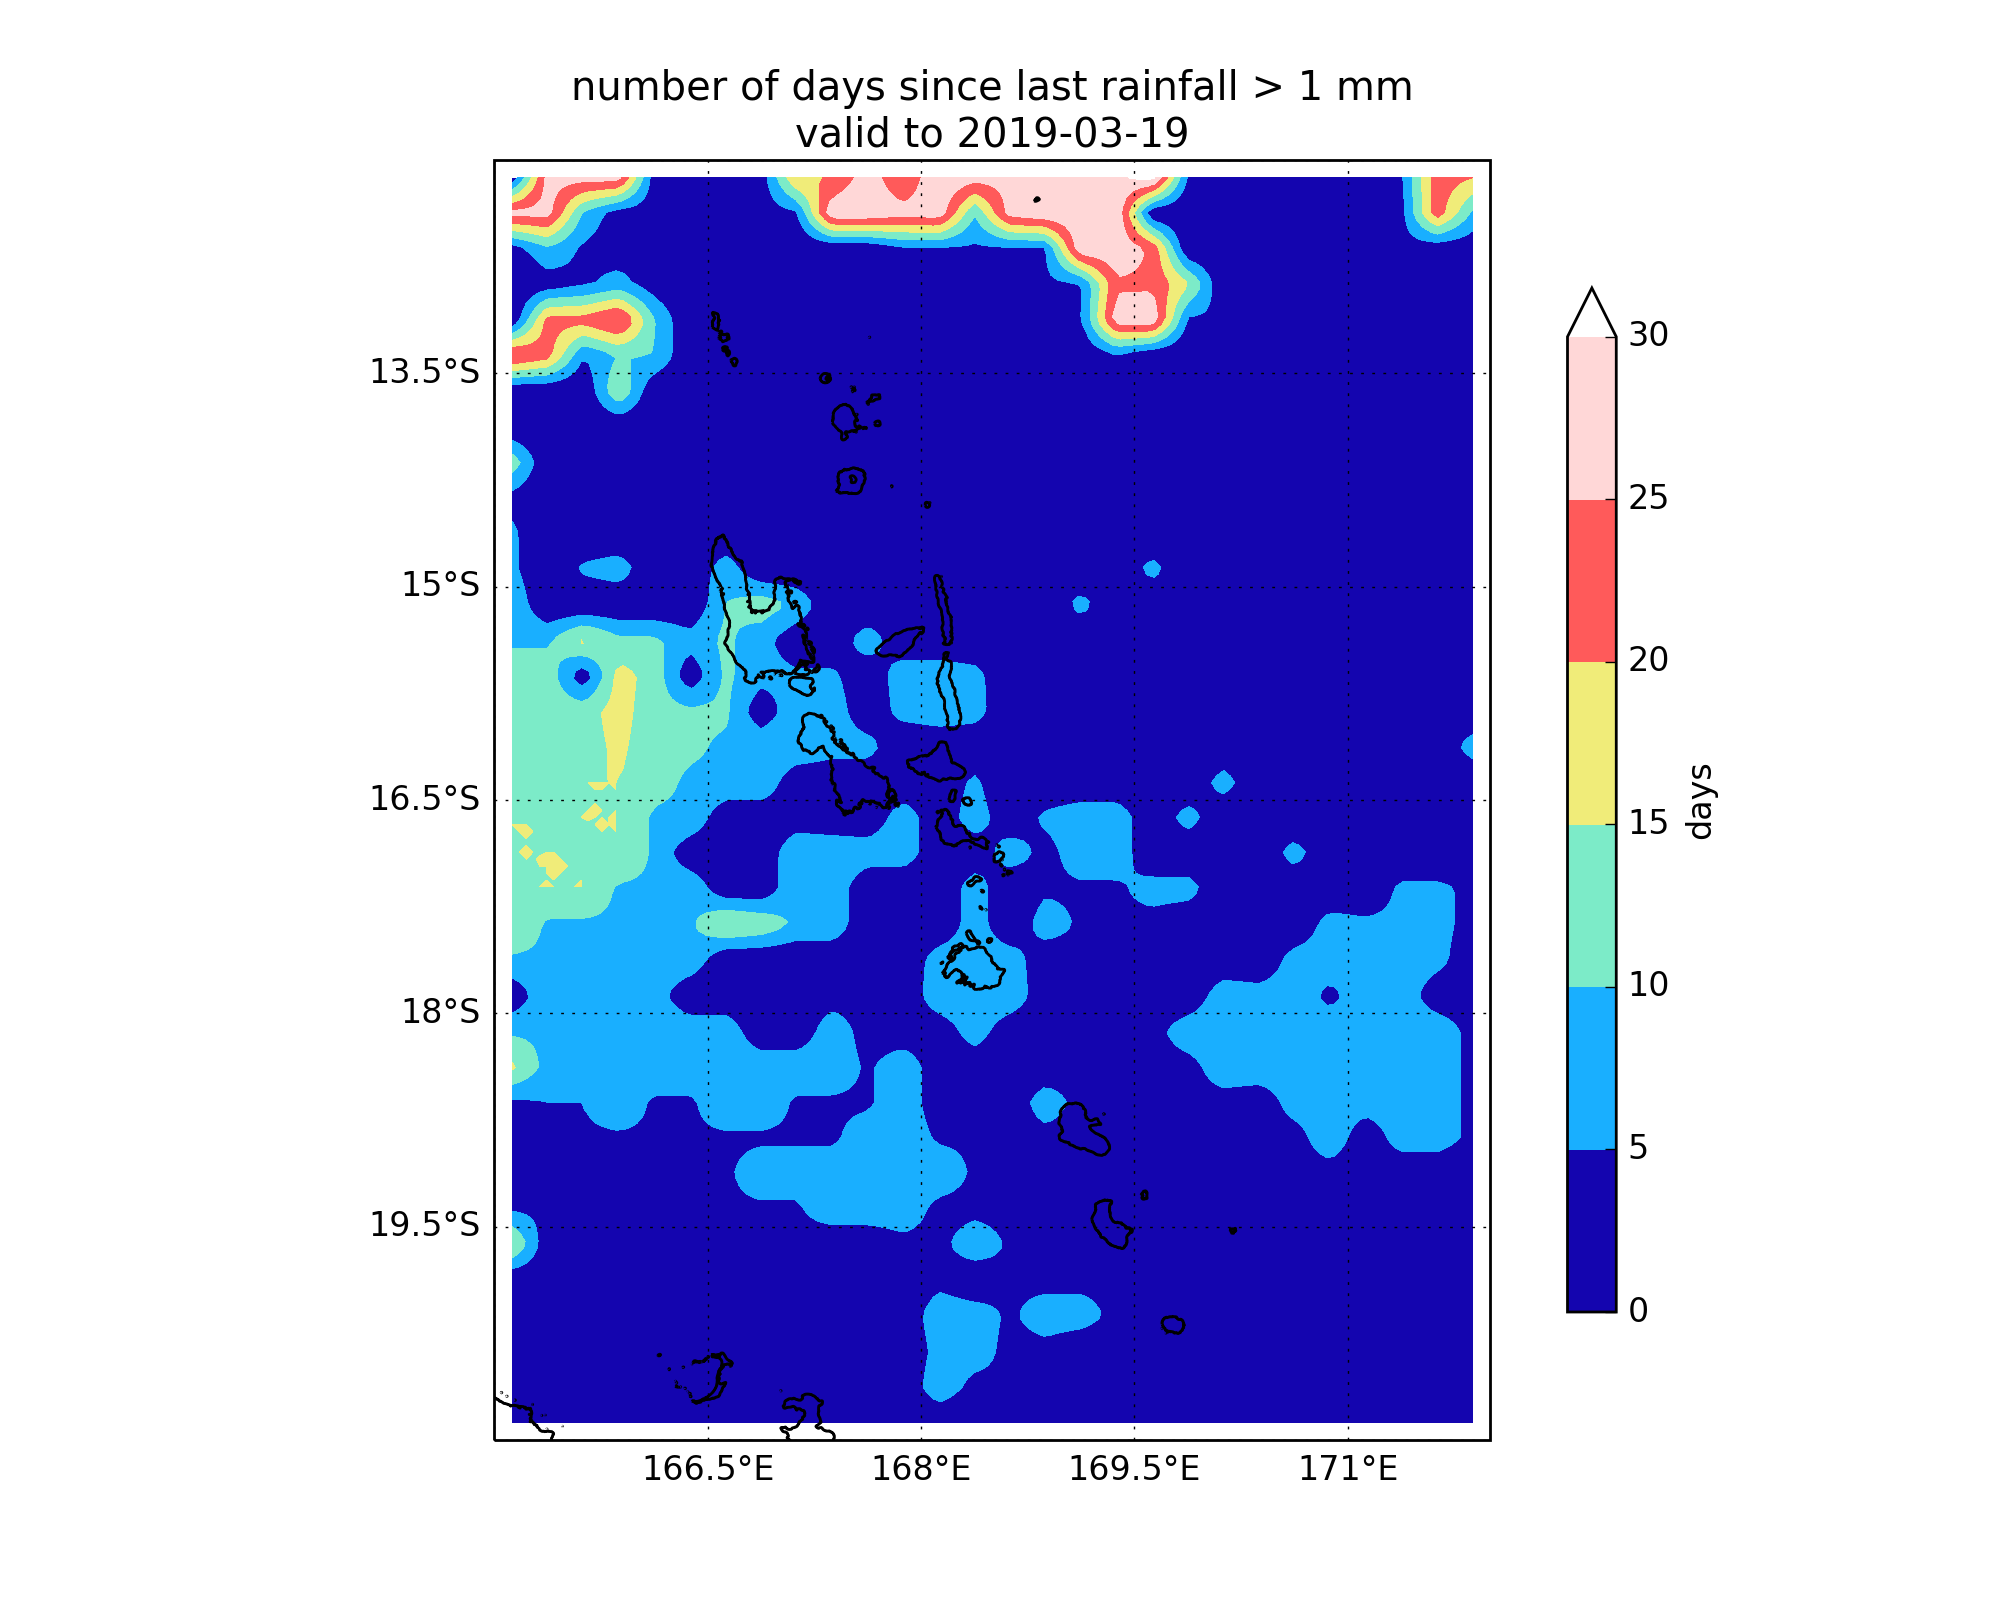 number of days since last rainfall > 1 mm
valid to 2019-03-19
13.5°S
15°S
16.5°S
18°S
19.5°S
166.5°E
168°E
169.5°E
171°E
30
25
20
15
10
5
0
days